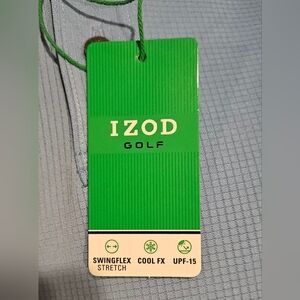 IZOD
GOLF
SWINGFLEX STRETCH
COOL FX
UPF-15